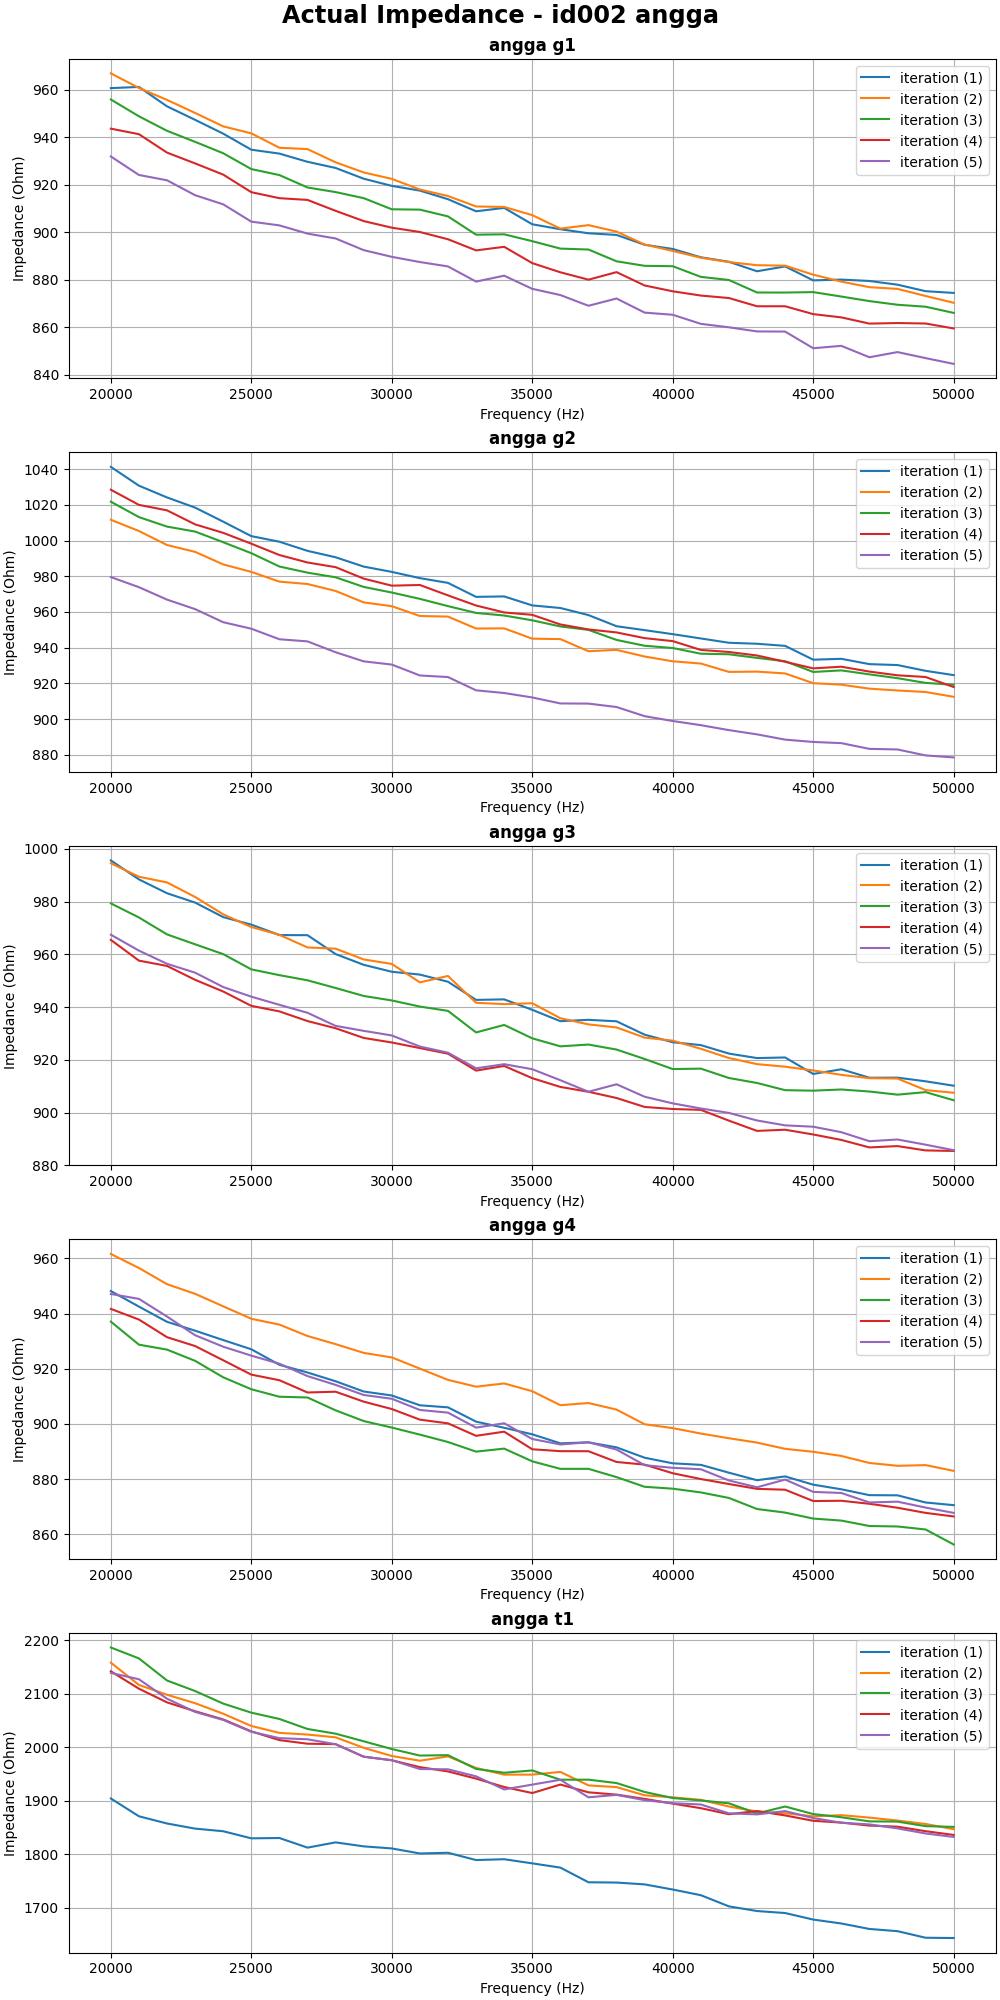 Actual Impedance - id002 angga
angga g1
Impedance (Ohm)
960
940
920
900
880
860
840
iteration (1)
iteration (2)
iteration (3)
iteration (4)
iteration (5)
20000 25000 30000 35000 40000 45000 50000
Frequency (Hz)
angga g2
Impedance (Ohm)
1040
1020
1000
980
960
940
920
900
880
iteration (1)
iteration (2)
iteration (3)
iteration (4)
iteration (5)
20000 25000 30000 35000 40000 45000 50000
Frequency (Hz)
angga g3
Impedance (Ohm)
1000
980
960
940
920
900
880
iteration (1)
iteration (2)
iteration (3)
iteration (4)
iteration (5)
20000 25000 30000 35000 40000 45000 50000
Frequency (Hz)
angga g4
Impedance (Ohm)
960
940
920
900
880
860
iteration (1)
iteration (2)
iteration (3)
iteration (4)
iteration (5)
20000 25000 30000 35000 40000 45000 50000
Frequency (Hz)
angga t1
Impedance (Ohm)
2200
2100
2000
1900
1800
1700
iteration (1)
iteration (2)
iteration (3)
iteration (4)
iteration (5)
20000 25000 30000 35000 40000 45000 50000
Frequency (Hz)